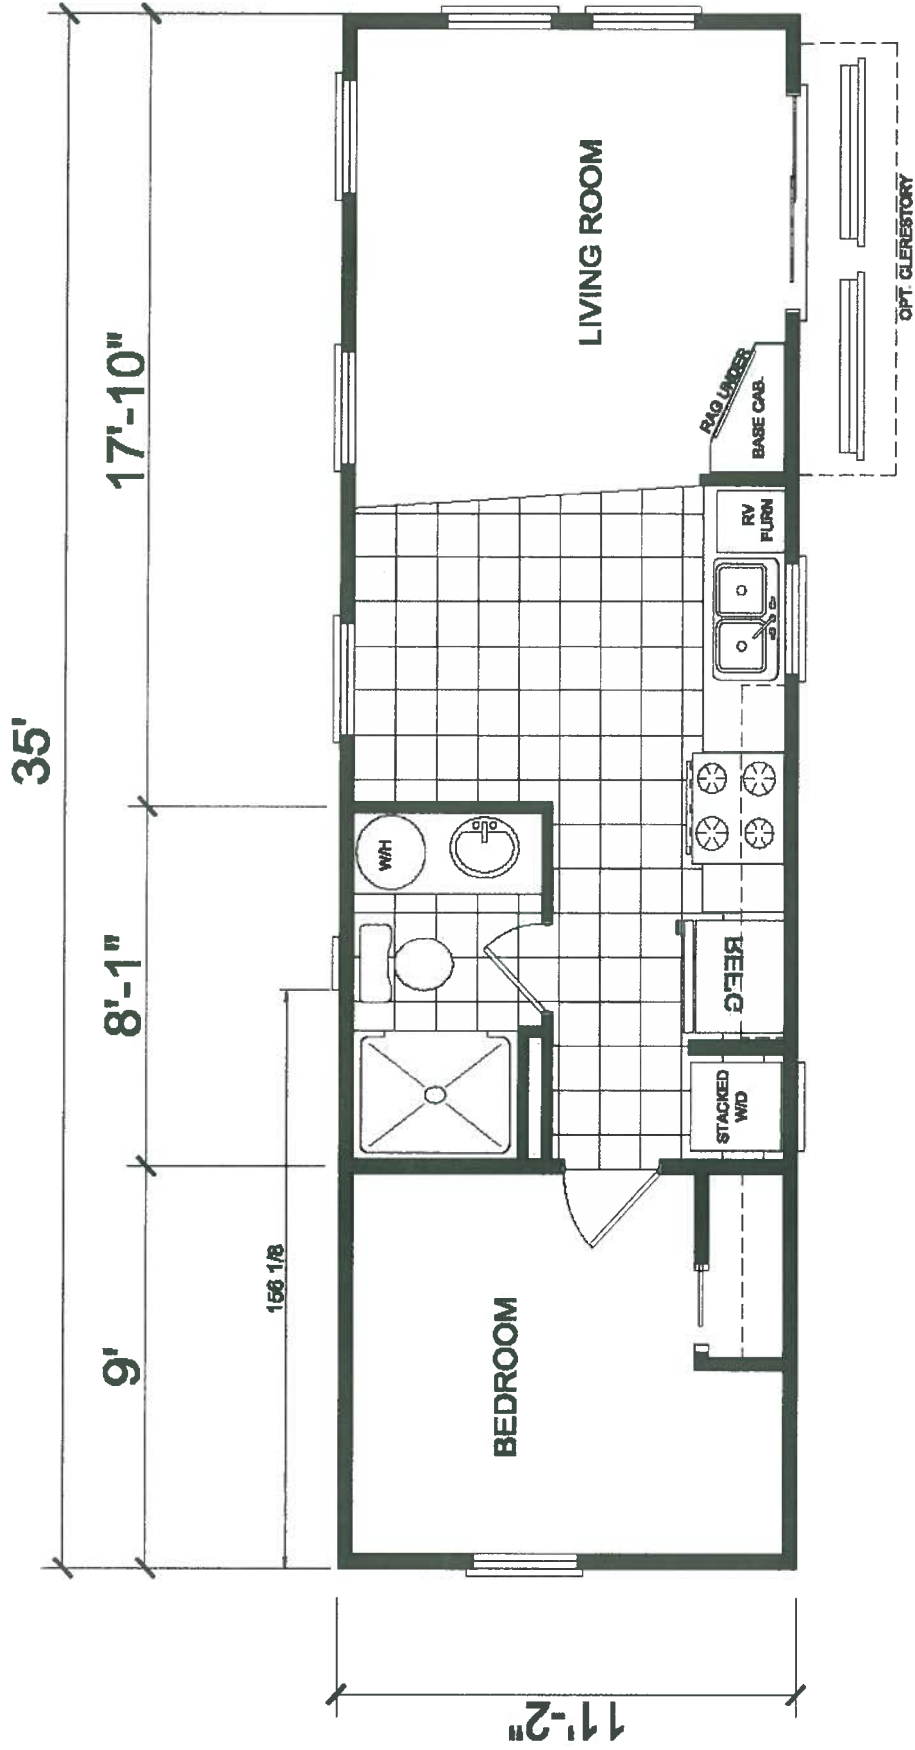 35'
9'
8'-1"
17'-10"
156 1/8
11'-2"
BEDROOM
W/H
STACKED
W/D
REF.G
RV
FURN
BASE CAB.
RAG UNDER
LIVING ROOM
OPT. CLERESTORY